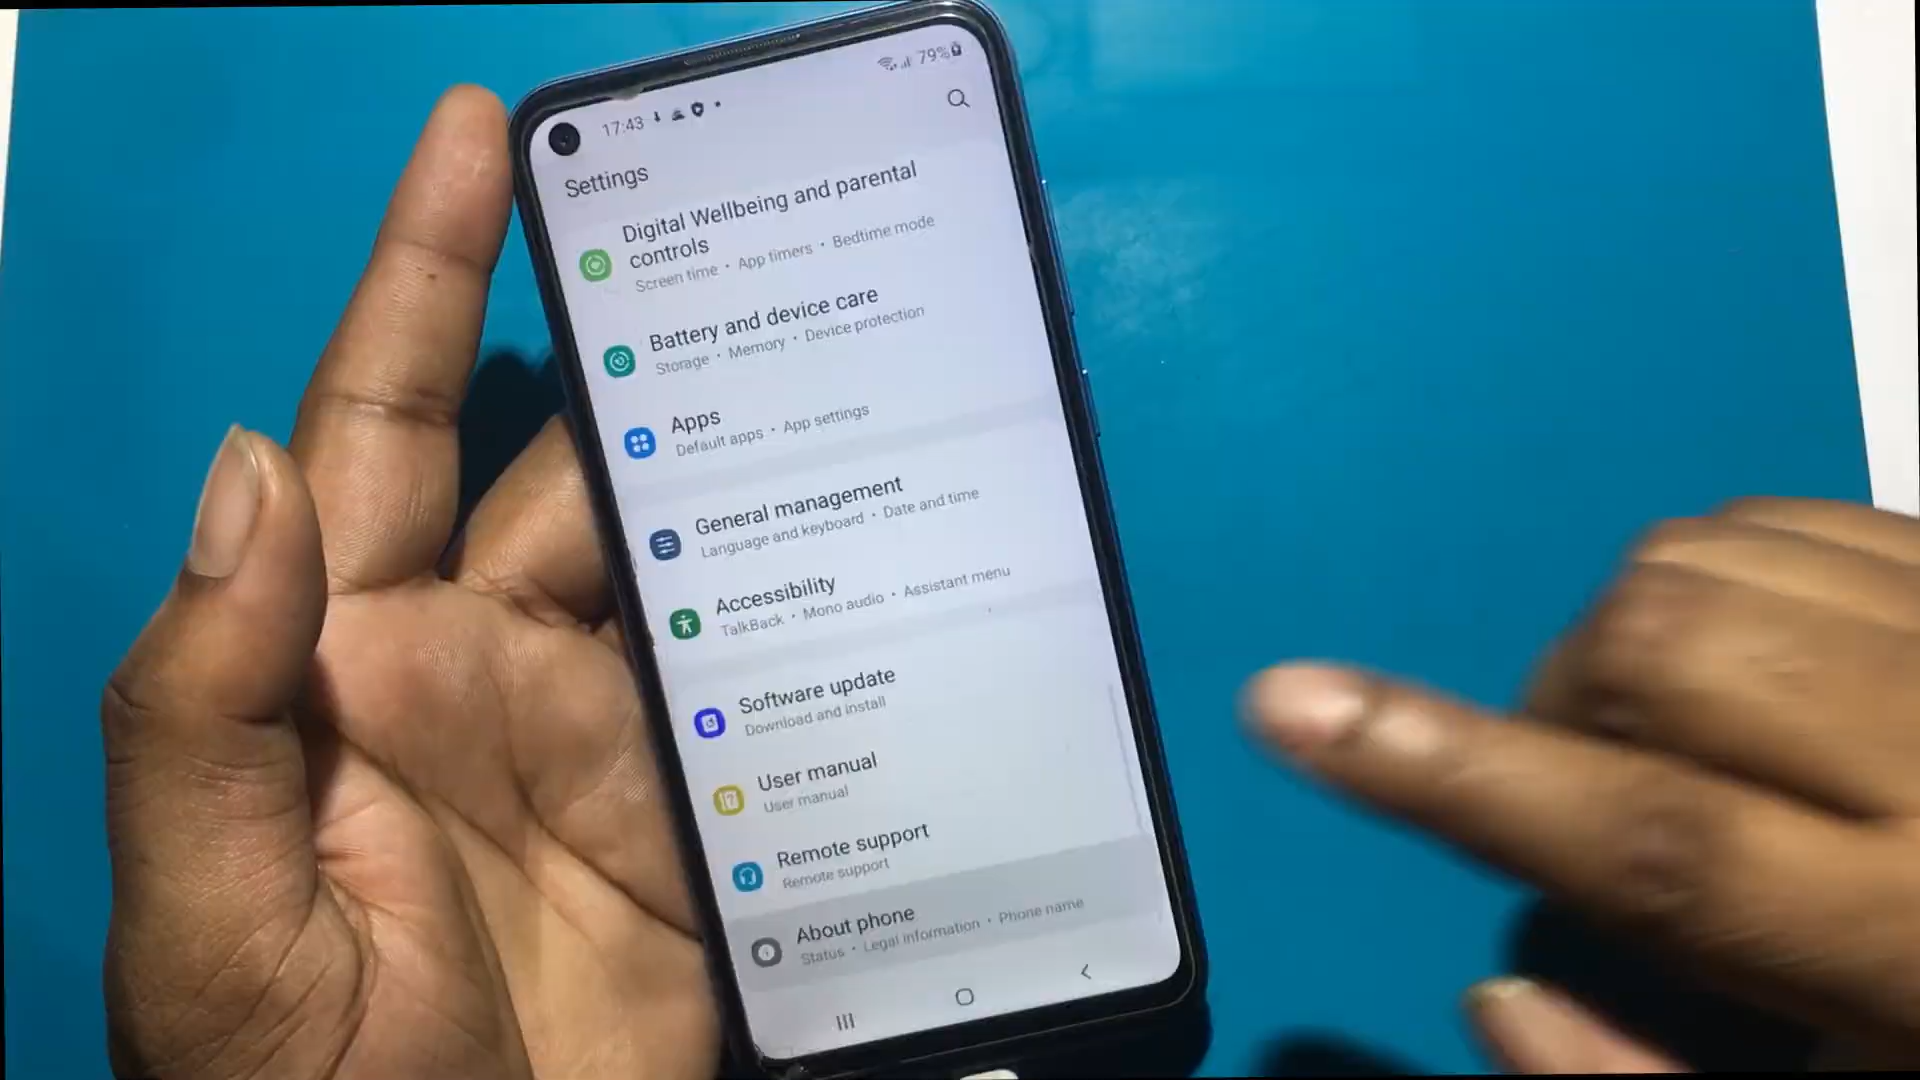 17:43 79%
Settings
Digital Wellbeing and parental
controls
Screen time • App timers • Bedtime mode
Battery and device care
Storage • Memory • Device protection
Apps
Default apps • App settings
General management
Language and keyboard • Date and time
Accessibility
TalkBack • Mono audio • Assistant menu
Software update
Download and install
User manual
User manual
Remote support
Remote support
About phone
Status • Legal information • Phone name